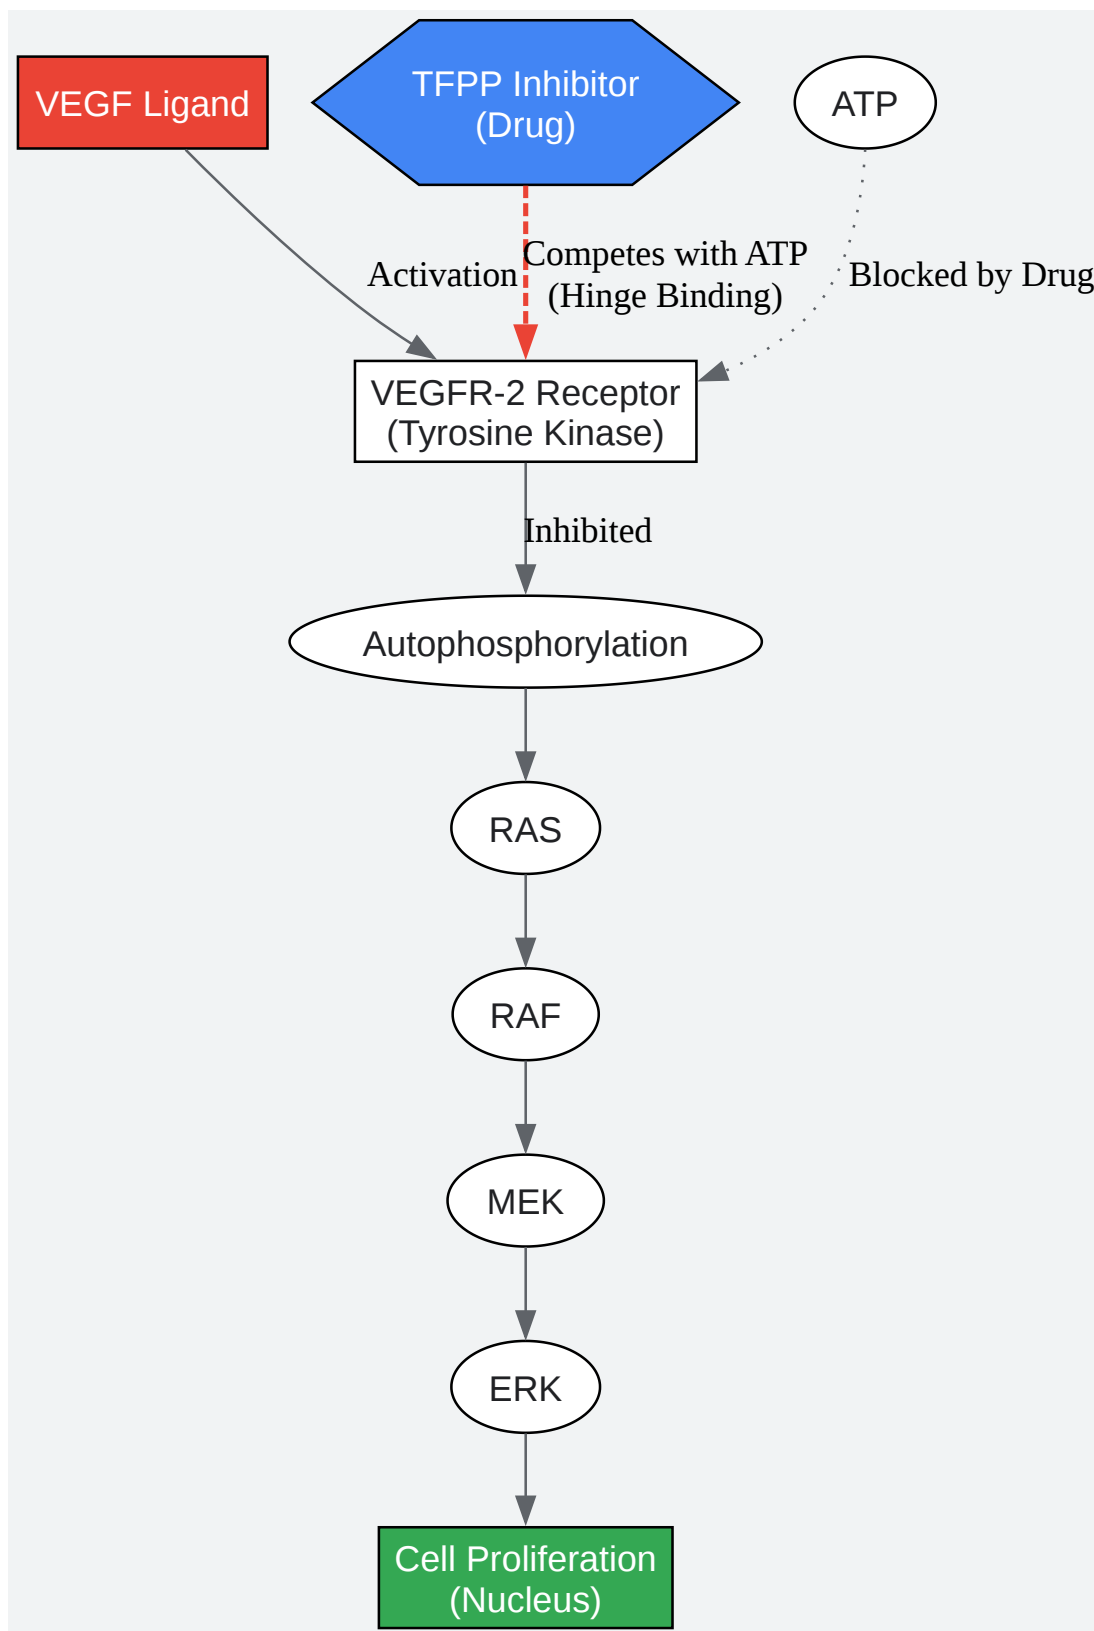 VEGF Ligand
TFPP Inhibitor
(Drug)
ATP
Activation
Competes with ATP
(Hinge Binding)
Blocked by Drug
VEGFR-2 Receptor
(Tyrosine Kinase)
Inhibited
Autophosphorylation
RAS
RAF
MEK
ERK
Cell Proliferation
(Nucleus)